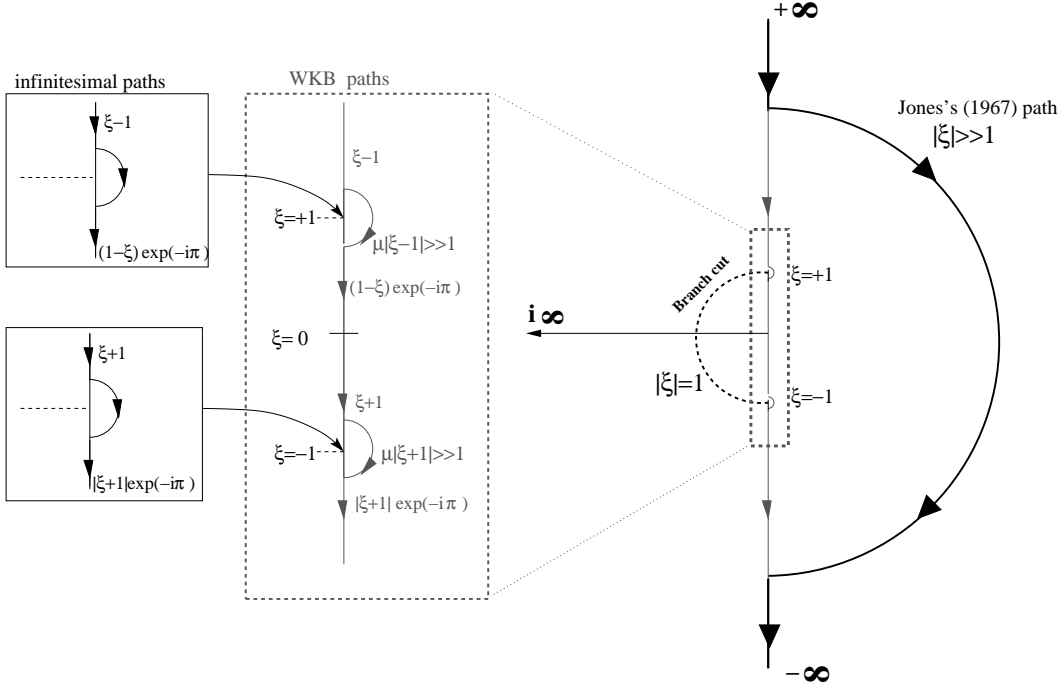 infinitesimal paths
ξ−1
(1−ξ) exp(−iπ )
ξ+1
|ξ+1|exp(−iπ )
WKB paths
ξ−1
ξ=+1
μ|ξ−1|>>1
(1−ξ) exp(−iπ )
ξ= 0
ξ+1
ξ=−1
μ|ξ+1|>>1
|ξ+1| exp(−i π )
+∞
Jones's (1967) path
|ξ|>>1
Branch cut
ξ=+1
i ∞
|ξ|=1
ξ=−1
−∞